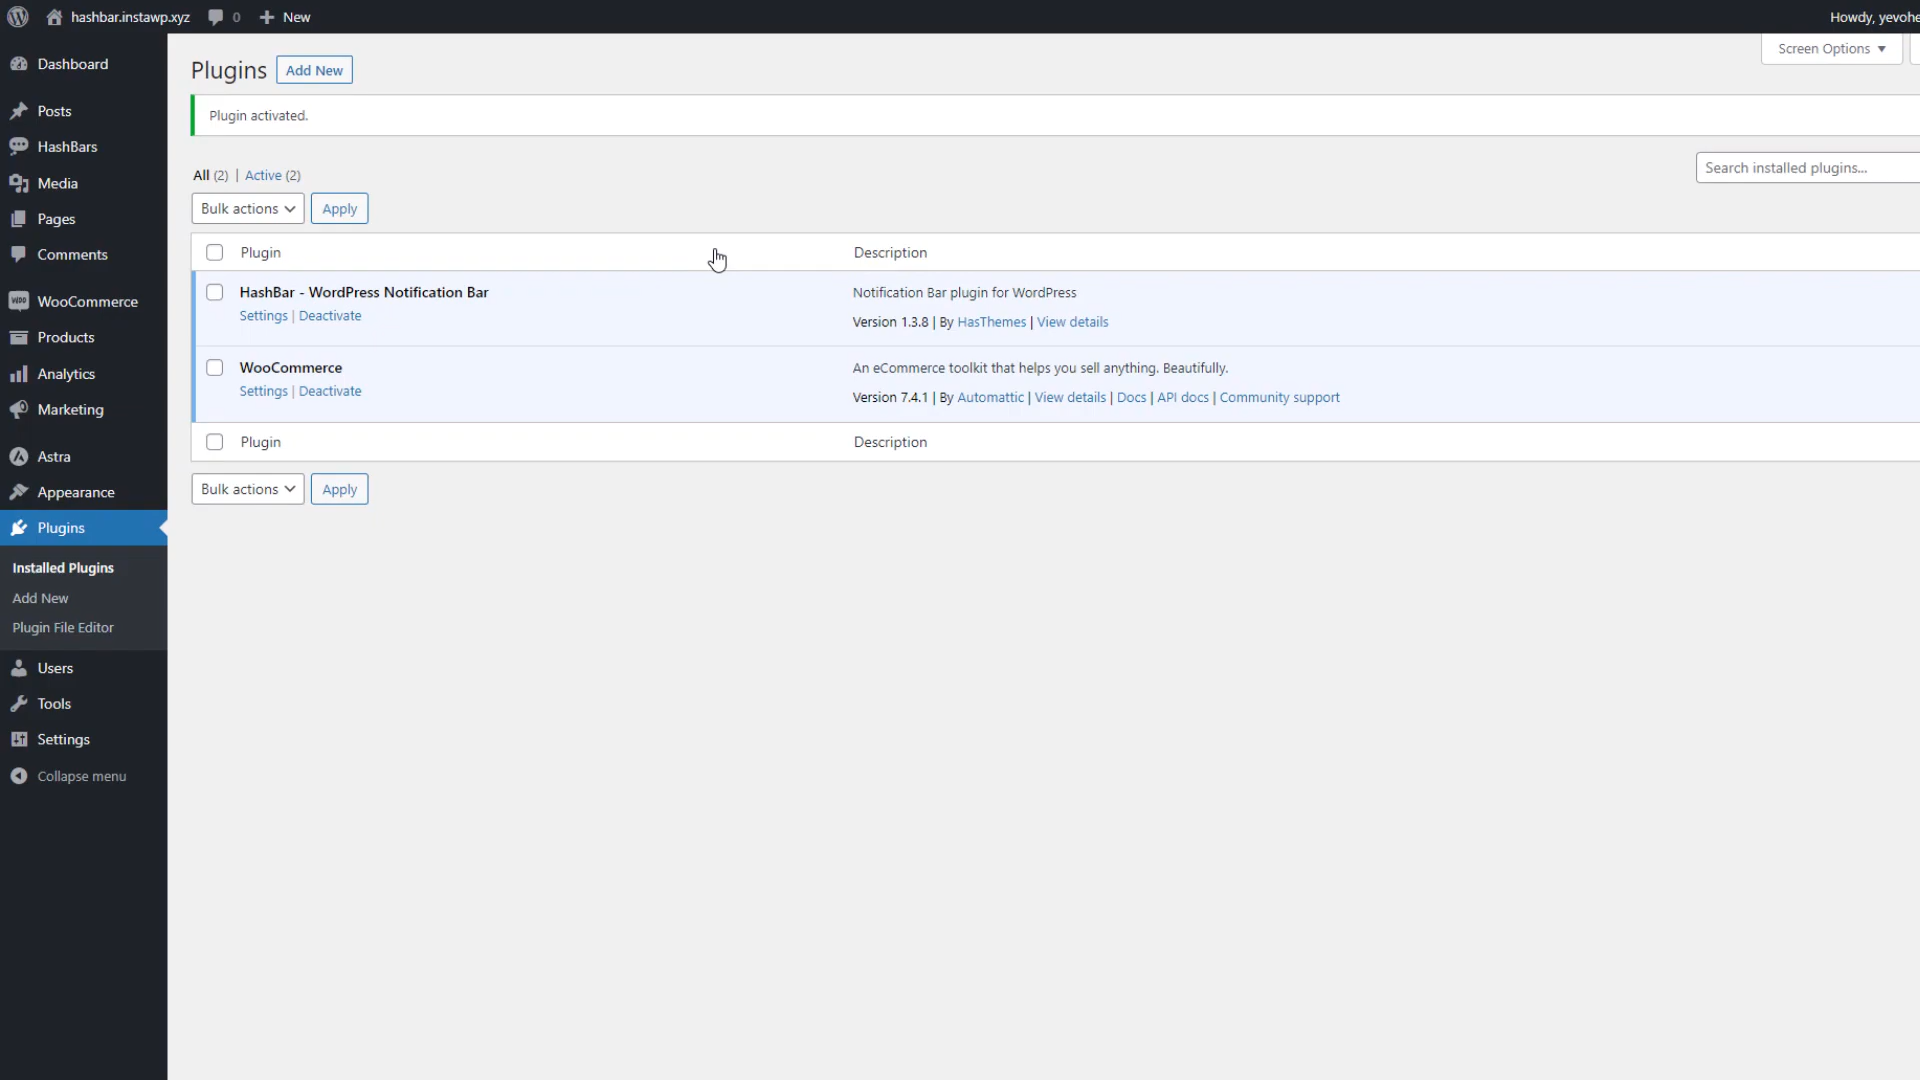 hashbar.instawp.xyz 0 New Howdy, yevohe
Screen Options
Dashboard
Posts
HashBars
Media
Pages
Comments
WooCommerce
Products
Analytics
Marketing
Astra
Appearance
Plugins
Installed Plugins
Add New
Plugin File Editor
Users
Tools
Settings
Collapse menu
Plugins Add New
Plugin activated.
All (2) | Active (2)
Search installed plugins...
Bulk actions Apply
Plugin Description
HashBar - WordPress Notification Bar Notification Bar plugin for WordPress
Settings | Deactivate Version 1.3.8 | By HasThemes | View details
WooCommerce An eCommerce toolkit that helps you sell anything. Beautifully.
Settings | Deactivate Version 7.4.1 | By Automattic | View details | Docs | API docs | Community support
Plugin Description
Bulk actions Apply